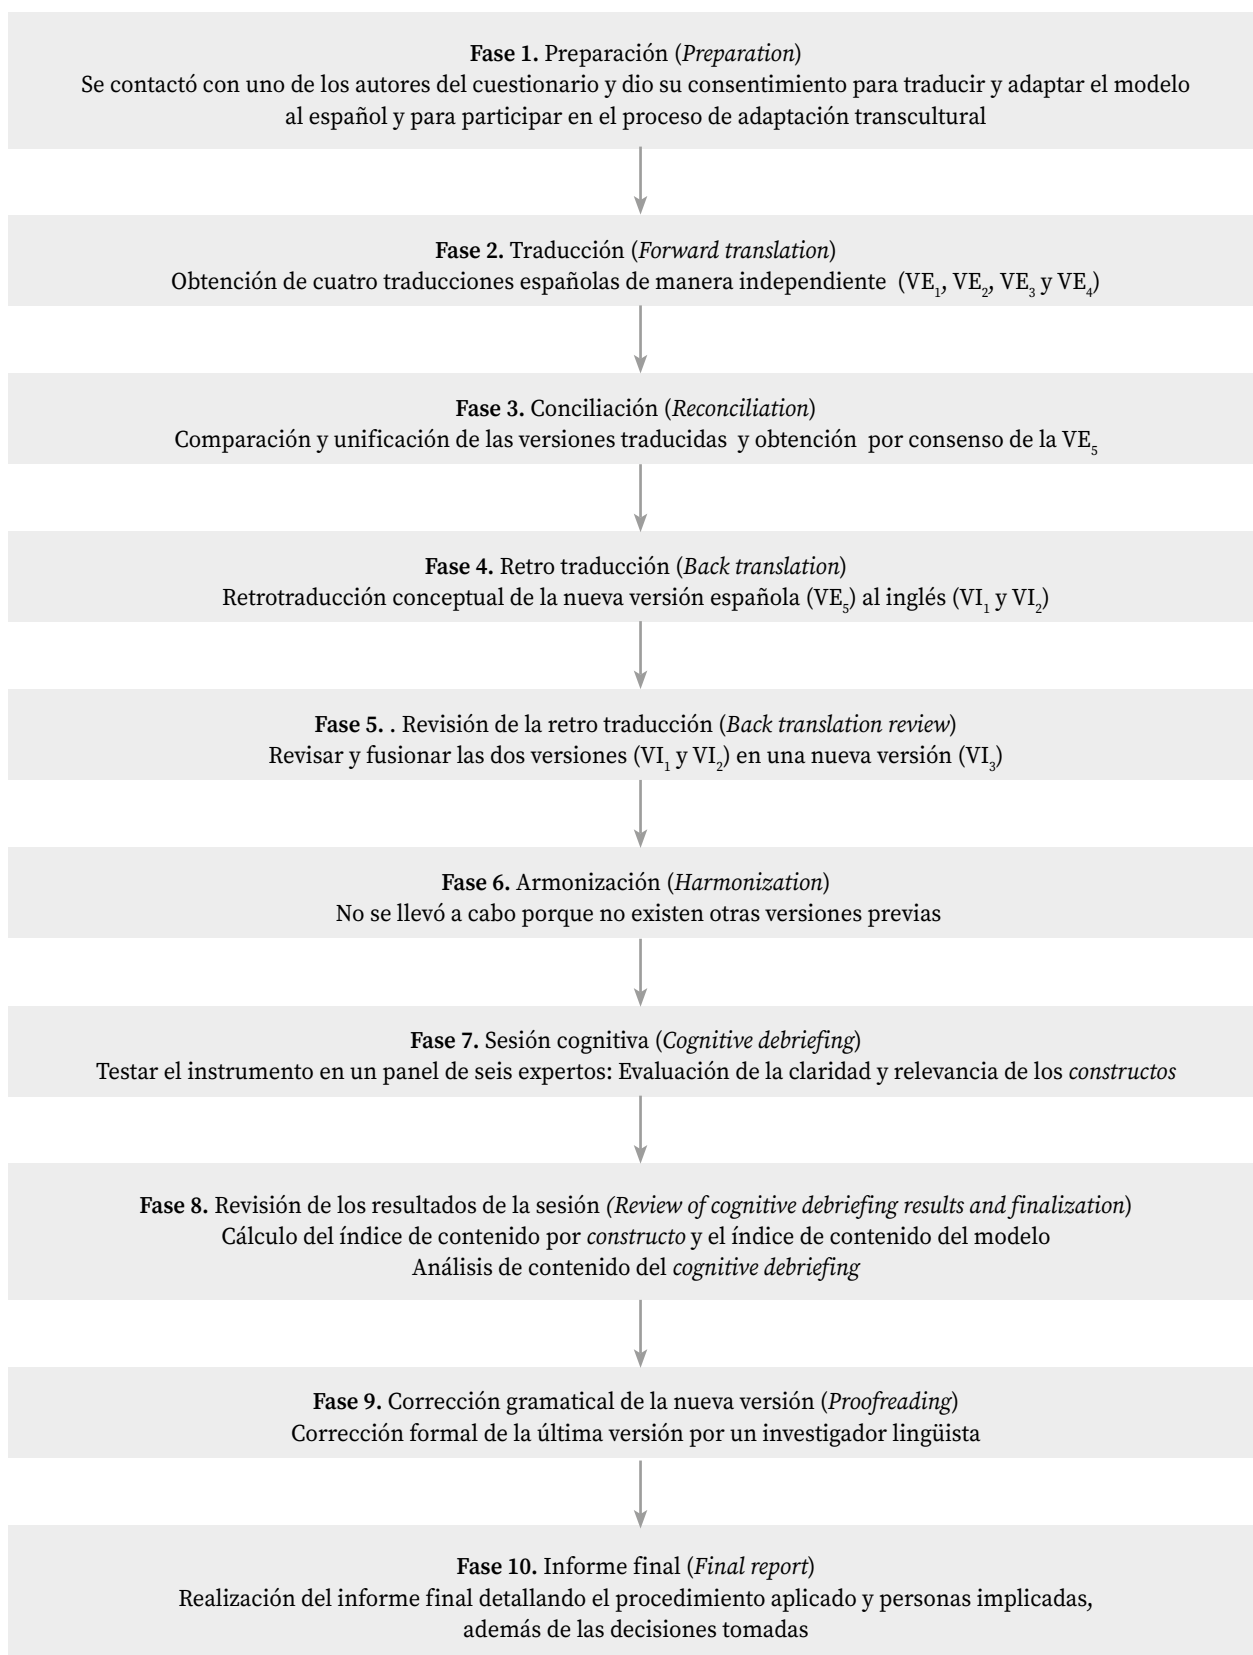 Fase 1. Preparación (Preparation)
Se contactó con uno de los autores del cuestionario y dio su consentimiento para traducir y adaptar el modelo
al español y para participar en el proceso de adaptación transcultural
Fase 2. Traducción (Forward translation)
Obtención de cuatro traducciones españolas de manera independiente (VE₁, VE₂, VE₃ y VE₄)
Fase 3. Conciliación (Reconciliation)
Comparación y unificación de las versiones traducidas y obtención por consenso de la VE₅
Fase 4. Retro traducción (Back translation)
Retrotraducción conceptual de la nueva versión española (VE₅) al inglés (VI₁ y VI₂)
Fase 5. . Revisión de la retro traducción (Back translation review)
Revisar y fusionar las dos versiones (VI₁ y VI₂) en una nueva versión (VI₃)
Fase 6. Armonización (Harmonization)
No se llevó a cabo porque no existen otras versiones previas
Fase 7. Sesión cognitiva (Cognitive debriefing)
Testar el instrumento en un panel de seis expertos: Evaluación de la claridad y relevancia de los constructos
Fase 8. Revisión de los resultados de la sesión (Review of cognitive debriefing results and finalization)
Cálculo del índice de contenido por constructo y el índice de contenido del modelo
Análisis de contenido del cognitive debriefing
Fase 9. Corrección gramatical de la nueva versión (Proofreading)
Corrección formal de la última versión por un investigador lingüista
Fase 10. Informe final (Final report)
Realización del informe final detallando el procedimiento aplicado y personas implicadas,
además de las decisiones tomadas